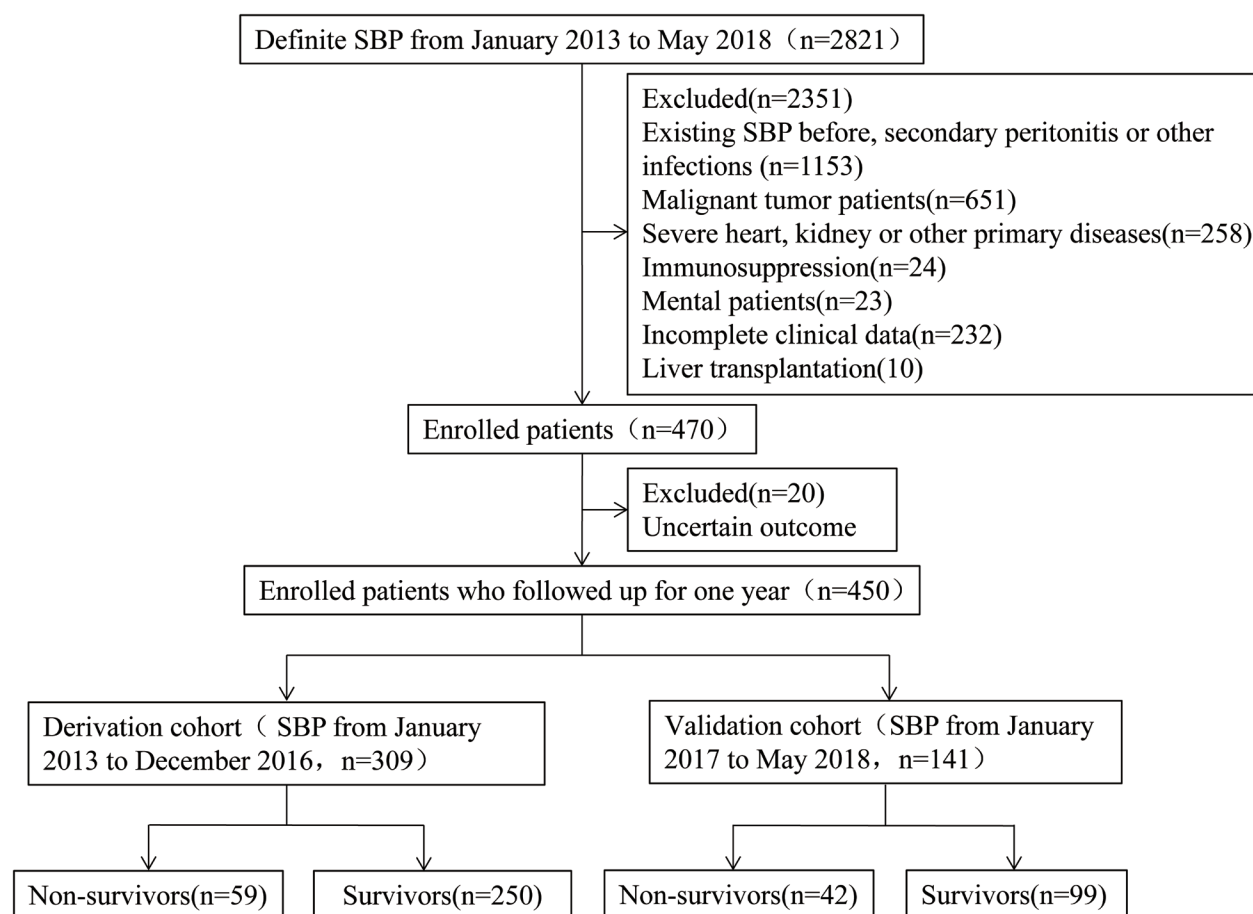 Definite SBP from January 2013 to May 2018（n=2821）
Excluded(n=2351)
Existing SBP before, secondary peritonitis or other
infections (n=1153)
Malignant tumor patients(n=651)
Severe heart, kidney or other primary diseases(n=258)
Immunosuppression(n=24)
Mental patients(n=23)
Incomplete clinical data(n=232)
Liver transplantation(10)
Enrolled patients（n=470）
Excluded(n=20)
Uncertain outcome
Enrolled patients who followed up for one year（n=450）
Derivation cohort（ SBP from January
2013 to December 2016，n=309）
Validation cohort（SBP from January
2017 to May 2018，n=141）
Non-survivors(n=59)
Survivors(n=250)
Non-survivors(n=42)
Survivors(n=99)